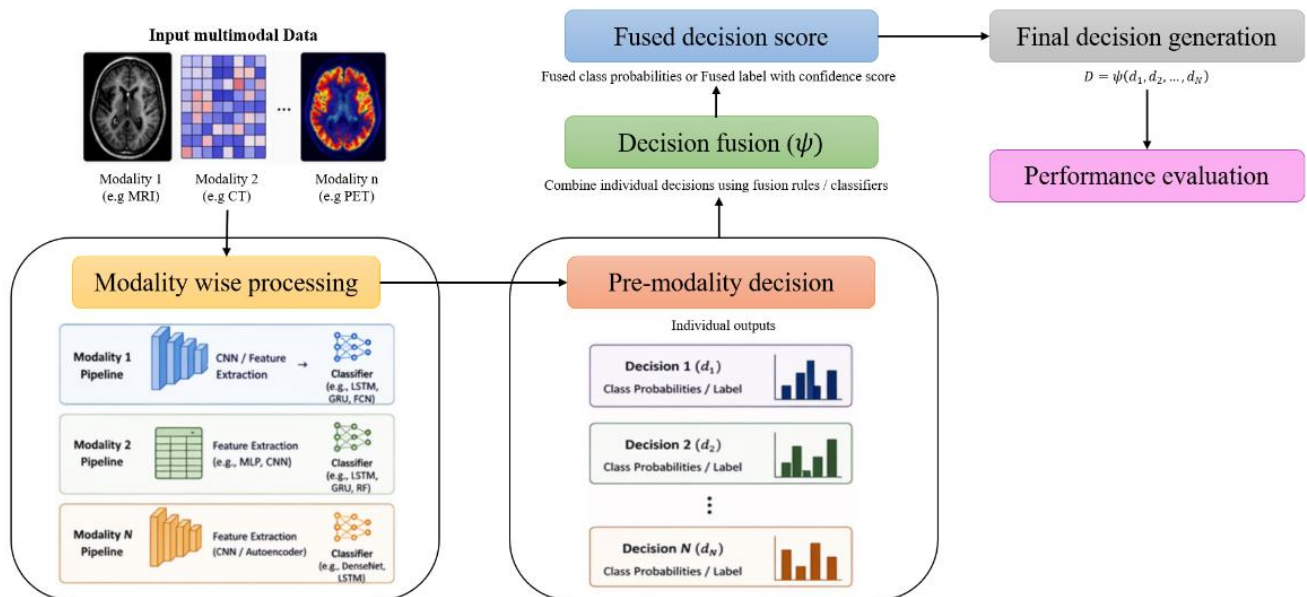 Input multimodal Data
...
Modality 1
(e.g MRI)
Modality 2
(e.g CT)
Modality n
(e.g PET)
Modality wise processing
Modality 1
Pipeline
CNN / Feature
Extraction
→
Classifier
(e.g., LSTM,
GRU, FCN)
Modality 2
Pipeline
Feature Extraction
(e.g., MLP, CNN)
Classifier
(e.g., LSTM,
GRU, RF)
Modality N
Pipeline
Feature Extraction
(CNN / Autoencoder)
Classifier
(e.g., DenseNet,
LSTM)
Pre-modality decision
Individual outputs
Decision 1 (d₁)
Class Probabilities / Label
Decision 2 (d₂)
Class Probabilities / Label
⋮
Decision N (d_N)
Class Probabilities / Label
Decision fusion (ψ)
Combine individual decisions using fusion rules / classifiers
Fused decision score
Fused class probabilities or Fused label with confidence score
Final decision generation
D = ψ(d₁, d₂, ..., d_N)
Performance evaluation